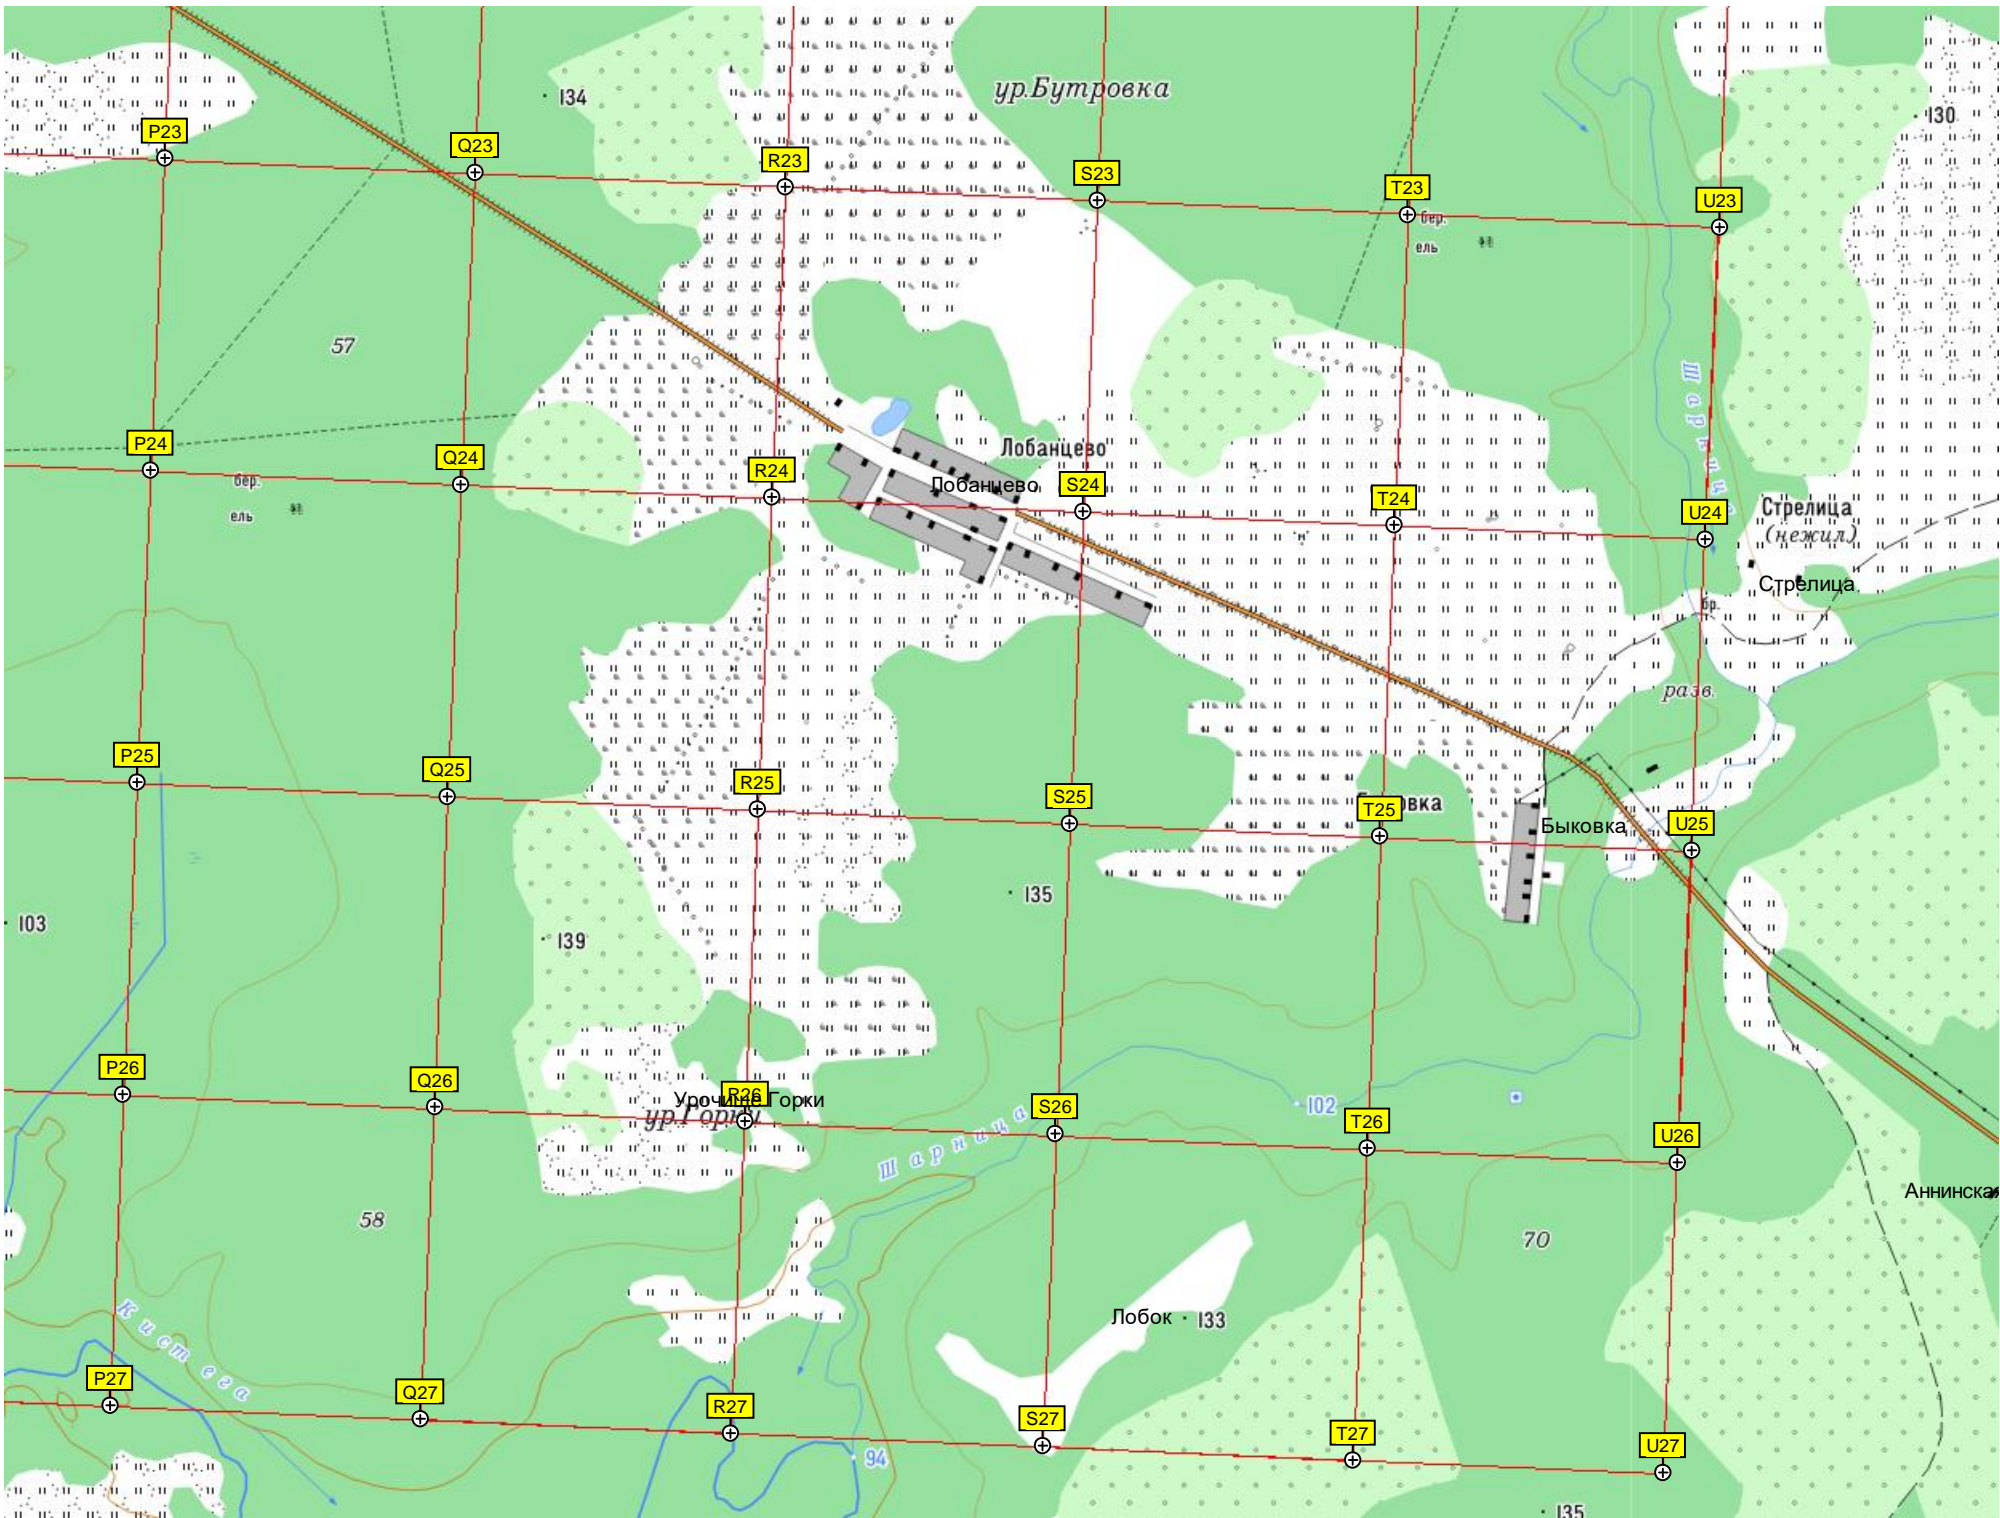 134
ур.Бутровка
130
P23
Q23
R23
S23
T23
U23
бер.
ель
57
Шарница
P24
Q24
R24
S24
T24
U24
Лобанцево
Лобанцево
бер.
ель
Стрелица
(нежил)
Стрелица
бр.
разв.
P25
Q25
R25
S25
T25
U25
Быковка
135
103
139
P26
Q26
R26
S26
T26
U26
Урочище Горки
ур.Горки
Шарница
102
Аннинская
58
70
Кистега
Лобок
133
P27
Q27
R27
S27
T27
U27
94
135